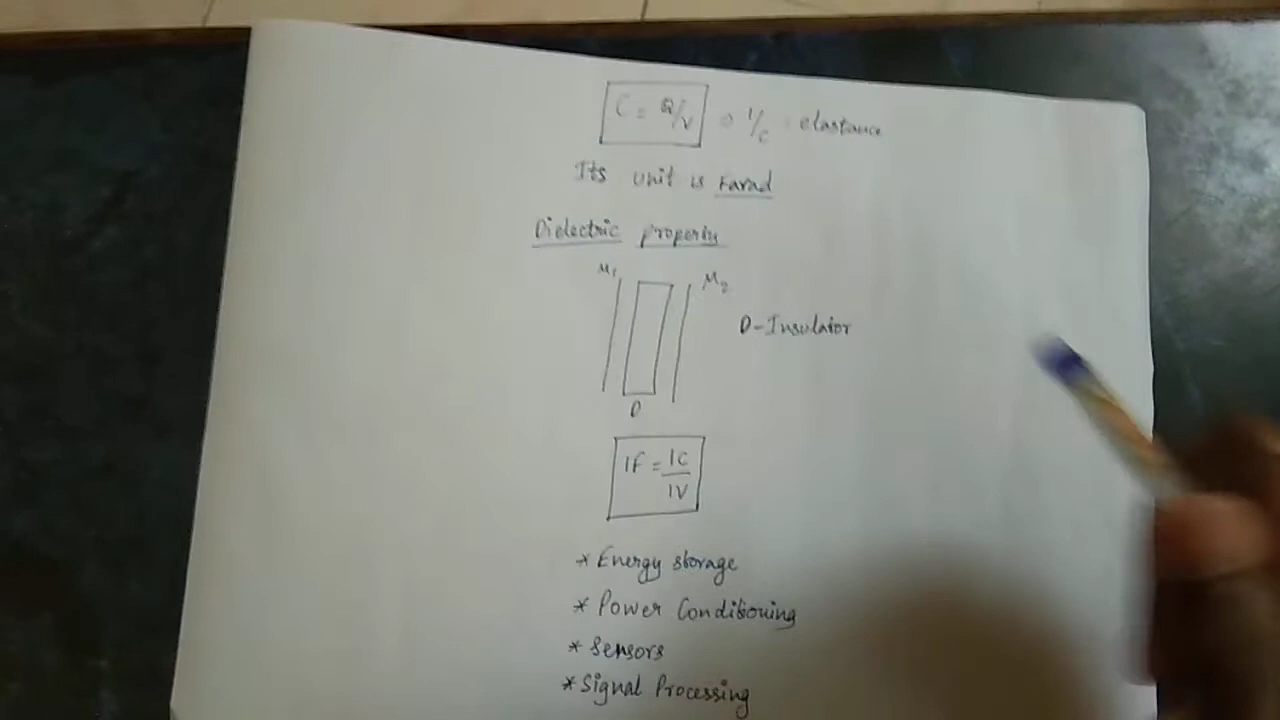 C = Q/V ⇒ 1/C = elastance
Its unit is Farad
Dielectric property
M1 M2
D-Insulator
D
1F = 1C/1V
* Energy storage
* Power Conditioning
* Sensors
* Signal Processing